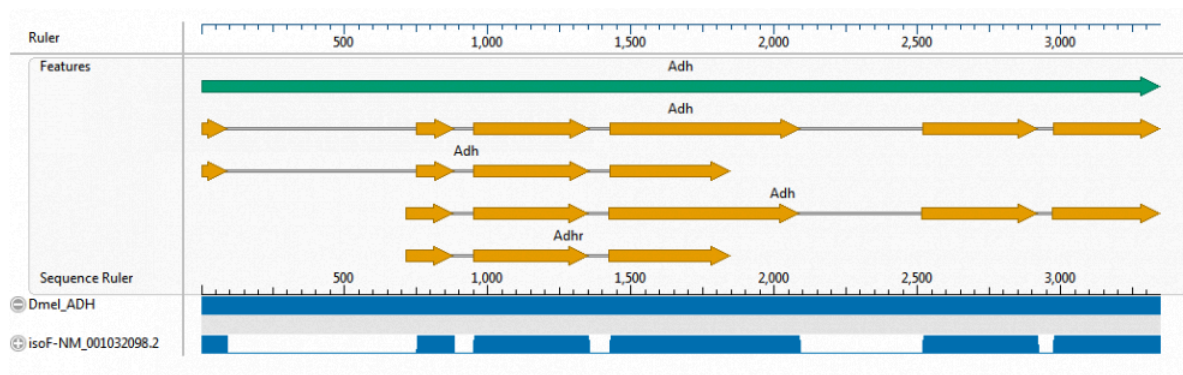 Ruler
500 1,000 1,500 2,000 2,500 3,000
Features
Adh
Adh
Adh
Adh
Adhr
Sequence Ruler
500 1,000 1,500 2,000 2,500 3,000
Dmel_ADH
isoF-NM_001032098.2